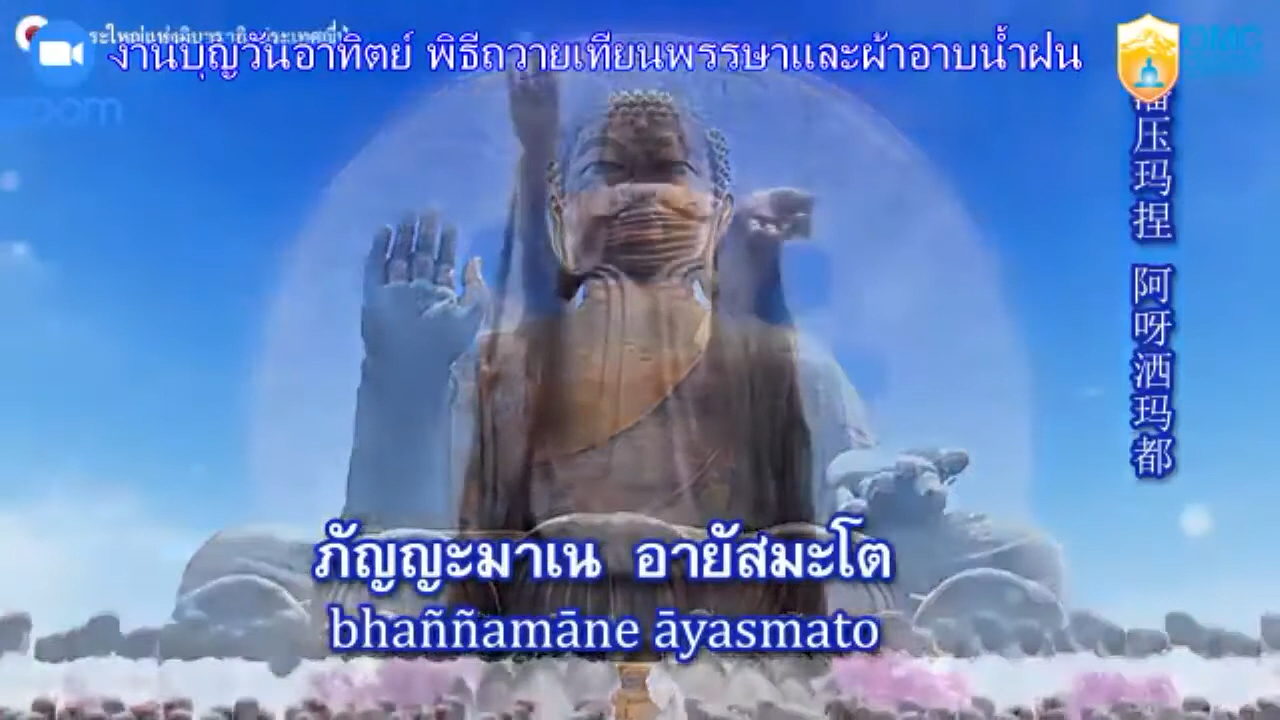 งานบุญวันอาทิตย์ พิธีถวายเทียนพรรษาและผ้าอาบน้ำฝน
zoom
压玛捏 阿呀洒玛都
ภัญญะมาเน อายัสมะโต
bhaññamāne āyasmato